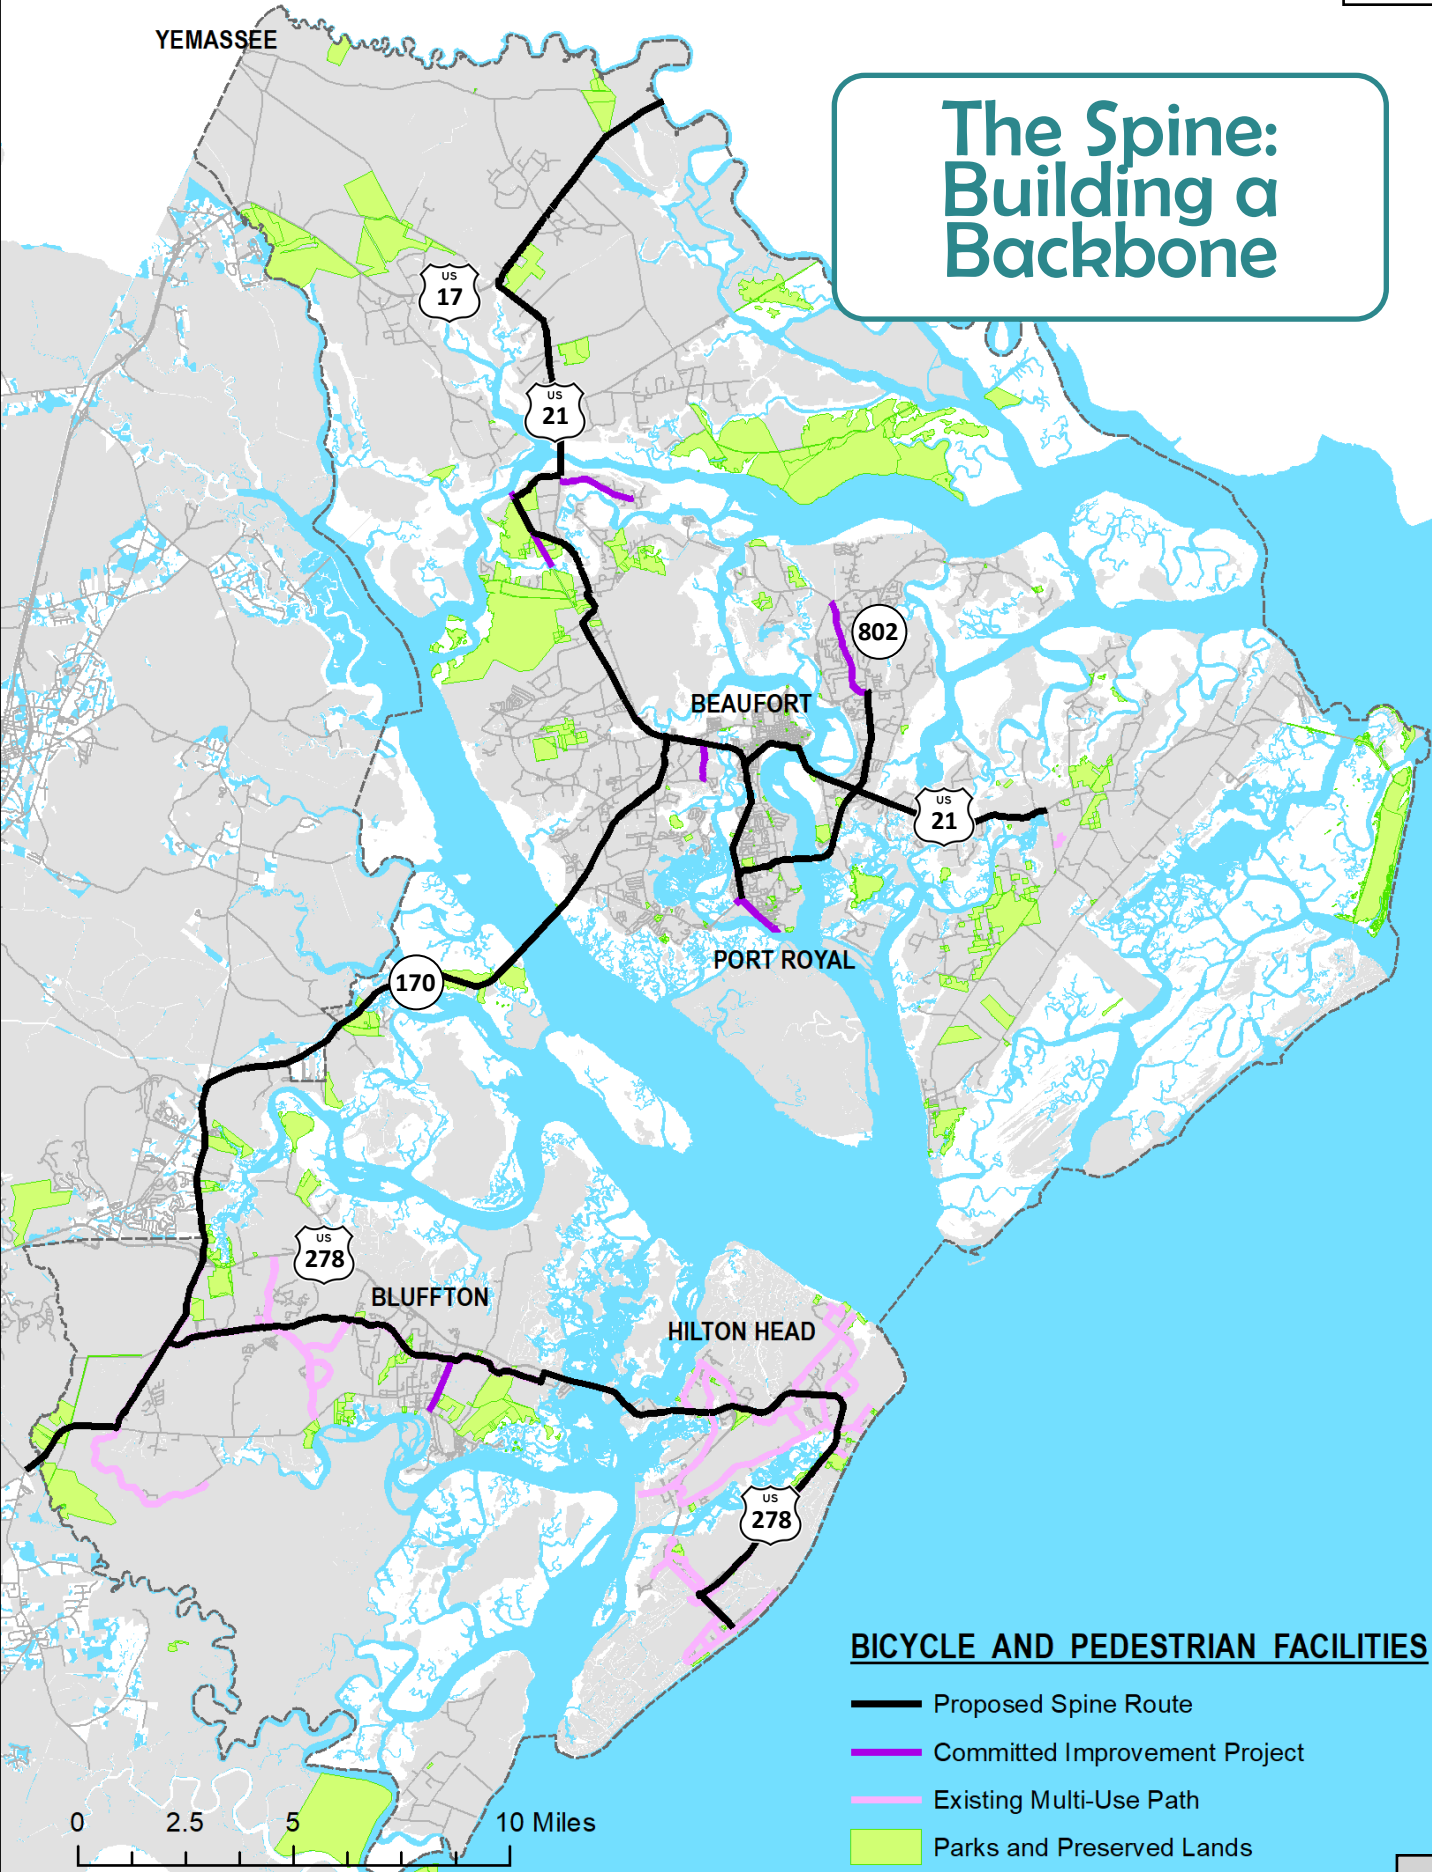 YEMASSEE
The Spine:
Building a
Backbone
US
17
US
21
802
BEAUFORT
US
21
PORT ROYAL
170
US
278
BLUFFTON
HILTON HEAD
US
278
BICYCLE AND PEDESTRIAN FACILITIES
Proposed Spine Route
Committed Improvement Project
Existing Multi-Use Path
Parks and Preserved Lands
0 2.5 5 10 Miles